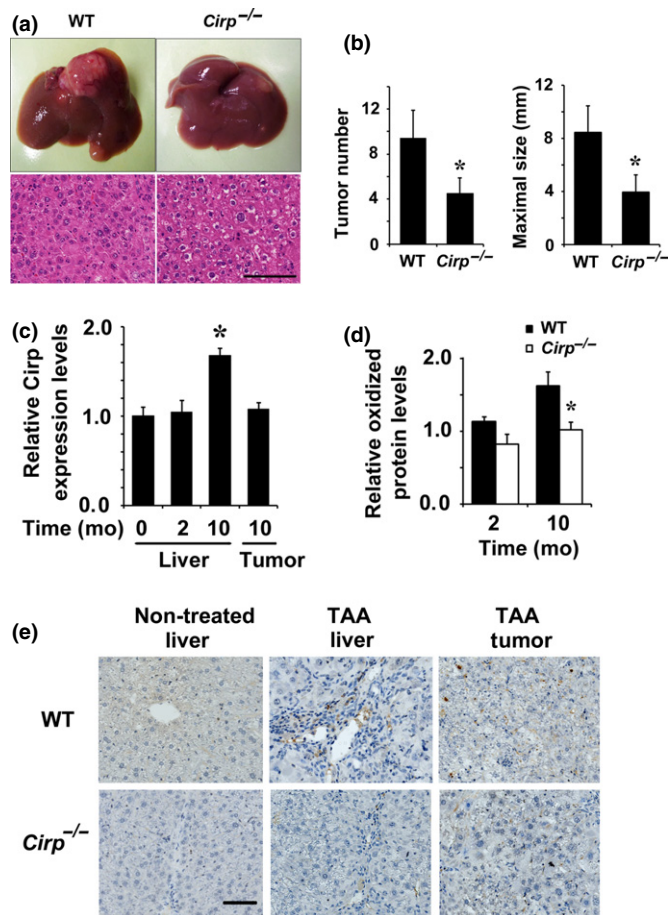 (a)
WT
Cirp−/−
(b)
Tumor number
12
8
4
0
*
WT
Cirp−/−
Maximal size (mm)
12
8
4
0
*
WT
Cirp−/−
(c)
Relative Cirp
expression levels
2.0
1.0
0.0
*
Time (mo)
0
2
10
10
Liver
Tumor
(d)
WT
Cirp−/−
Relative oxidized
protein levels
2.0
1.0
0.0
*
2
10
Time (mo)
(e)
Non-treated
liver
TAA
liver
TAA
tumor
WT
Cirp−/−